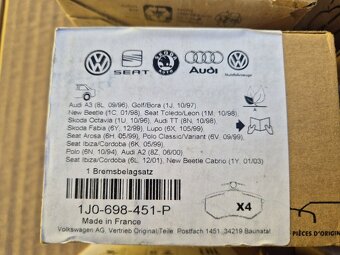 SEAT
SKODA
Audi
Nutzfahrzeuge
Audi A3 (8L, 09/96), Golf/Bora (1J, 10/97)
New Beetle (1C, 01/98), Seat Toledo/Leon (1M, 10/98)
Skoda Octavia (1U, 10/96), Audi TT (8N, 10/98)
Skoda Fabia (6Y, 12/99), Lupo (6X, 105/99)
Seat Arosa (6H, 05/99), Polo Classic/Variant (6V, 09/99)
Seat Ibiza/Cordoba (6K, 05/99)
Polo (6N, 10/94), Audi A2 (8Z, 06/00)
Seat Ibiza/Cordoba (6L, 12/01), New Beetle Cabrio (1Y, 01/03)
1 Bremsbelagsatz
1J0-698-451-P
X4
Made in France
Volkswagen AG, Vertrieb Original Teile, Postfach 1451, 34219 Baunatal
PIÈCES D'ORIGIN